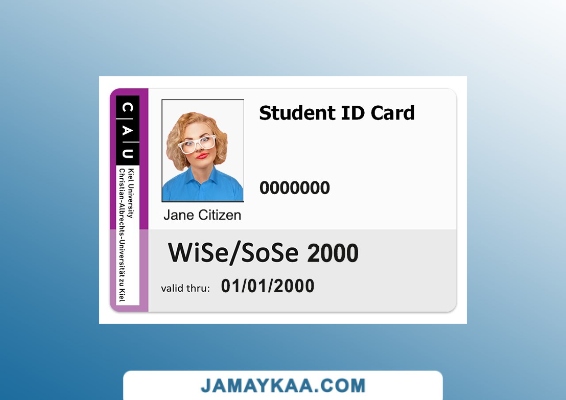 C|A|U
Kiel University
Christian-Albrechts-Universität zu Kiel
Student ID Card
0000000
Jane Citizen
WiSe/SoSe 2000
valid thru: 01/01/2000
JAMAYKAA.COM